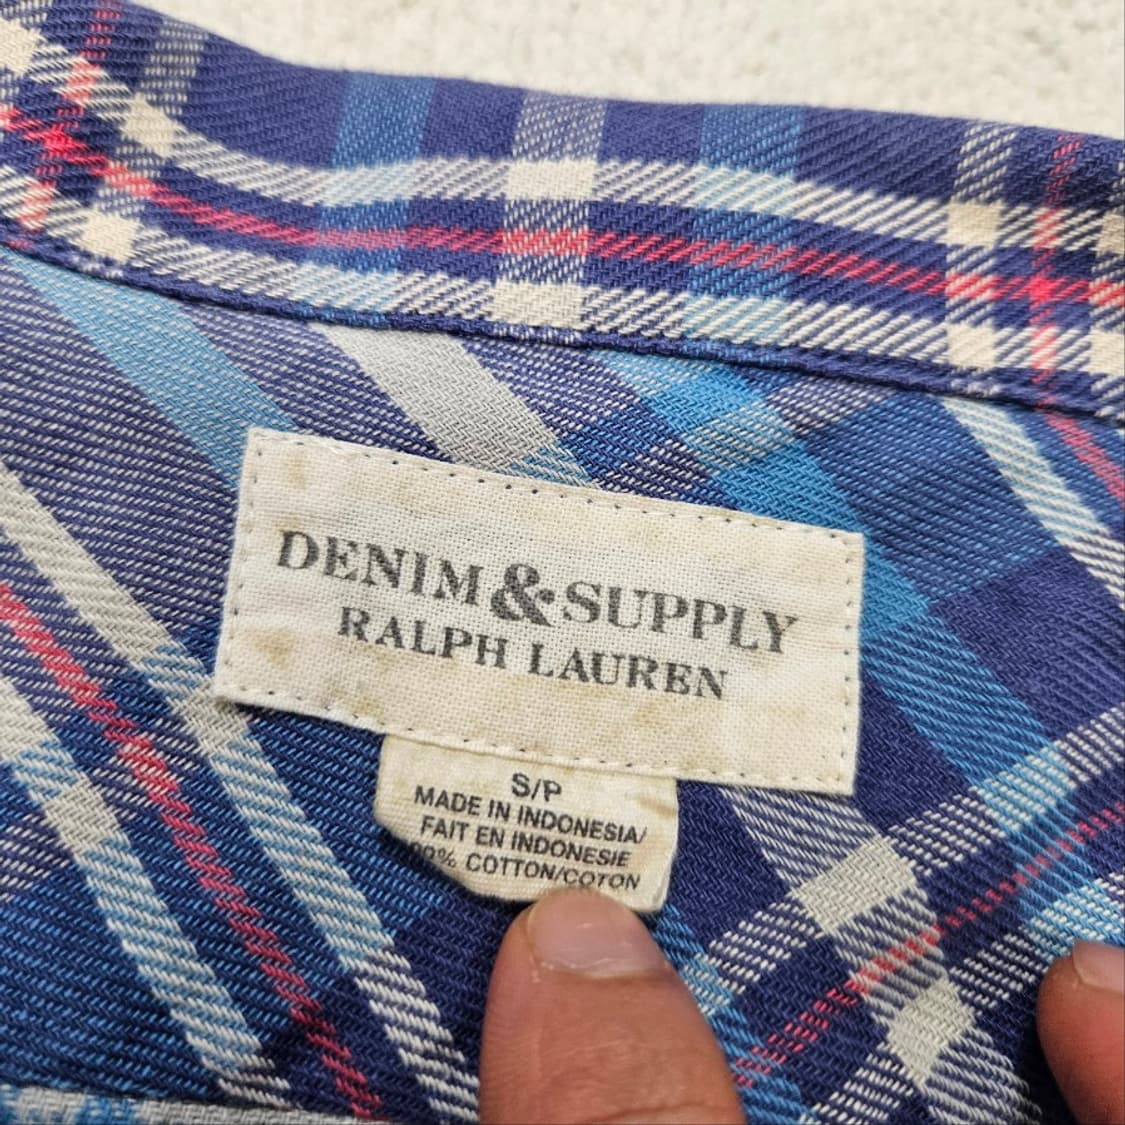 DENIM & SUPPLY
RALPH LAUREN
S/P
MADE IN INDONESIA/
FAIT EN INDONESIE
COTTON/COTON